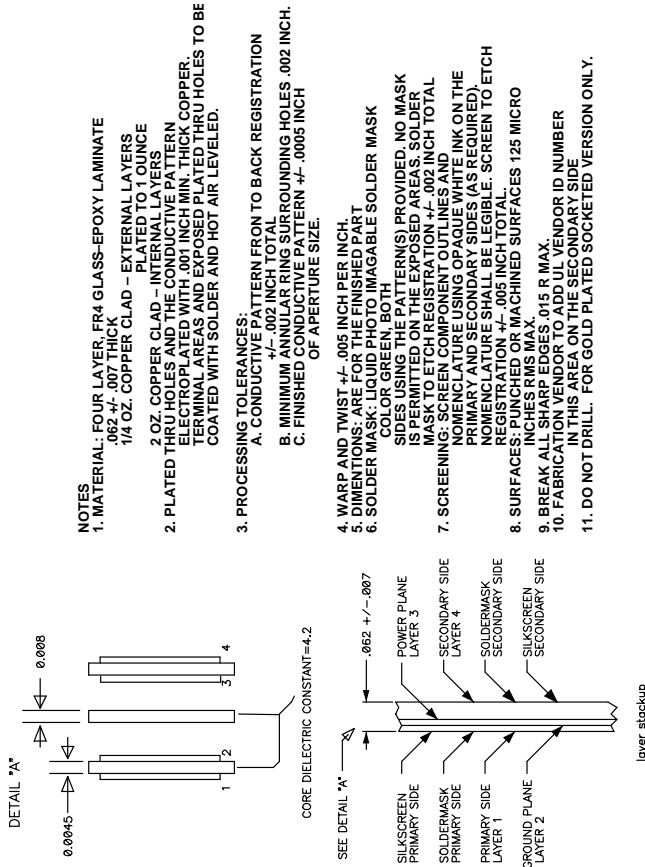 NOTES
1. MATERIAL: FOUR LAYER, FR4 GLASS-EPOXY LAMINATE
.062 +/- .007 THICK
1/4 OZ. COPPER CLAD – EXTERNAL LAYERS
PLATED TO 1 OUNCE
2 OZ. COPPER CLAD – INTERNAL LAYERS
2. PLATED THRU HOLES AND THE CONDUCTIVE PATTERN
ELECTROPLATED WITH .001 INCH MIN. THICK COPPER.
TERMINAL AREAS AND EXPOSED PLATED THRU HOLES TO BE
COATED WITH SOLDER AND HOT AIR LEVELED.
3. PROCESSING TOLERANCES:
A. CONDUCTIVE PATTERN FRON TO BACK REGISTRATION
+/- .002 INCH TOTAL
B. MINIMUM ANNULAR RING SURROUNDING HOLES .002 INCH.
C. FINISHED CONDUCTIVE PATTERN +/- .0005 INCH
OF APERTURE SIZE.
4. WARP AND TWIST +/- .005 INCH PER INCH.
5. DIMENTIONS: ARE FOR THE FINISHED PART
6. SOLDER MASK: LIQUID PHOTO IMAGABLE SOLDER MASK
COLOR GREEN, BOTH
SIDES USING THE PATTERN(S) PROVIDED. NO MASK
IS PERMITTED ON THE EXPOSED AREAS. SOLDER
MASK TO ETCH REGISTRATION +/- .002 INCH TOTAL
7. SCREENING: SCREEN COMPONENT OUTLINES AND
NOMENCLATURE USING OPAQUE WHITE INK ON THE
PRIMARY AND SECONDARY SIDES (AS REQUIRED).
NOMENCLATURE SHALL BE LEGIBLE. SCREEN TO ETCH
REGISTRATION +/- .005 INCH TOTAL.
8. SURFACES: PUNCHED OR MACHINED SURFACES 125 MICRO
INCHES RMS MAX.
9. BREAK ALL SHARP EDGES .015 R MAX.
10. FABRICATION VENDOR TO ADD UL VENDOR ID NUMBER
IN THIS AREA ON THE SECONDARY SIDE
11. DO NOT DRILL. FOR GOLD PLATED SOCKETED VERSION ONLY.
DETAIL "A"
0.0045
0.008
1
2
3
4
CORE DIELECTRIC CONSTANT=4.2
SEE DETAIL "A"
.062 +/-.007
SILKSCREEN
PRIMARY SIDE
SOLDERMASK
PRIMARY SIDE
PRIMARY SIDE
LAYER 1
GROUND PLANE
LAYER 2
POWER PLANE
LAYER 3
SECONDARY SIDE
LAYER 4
SOLDERMASK
SECONDARY SIDE
SILKSCREEN
SECONDARY SIDE
layer stackup